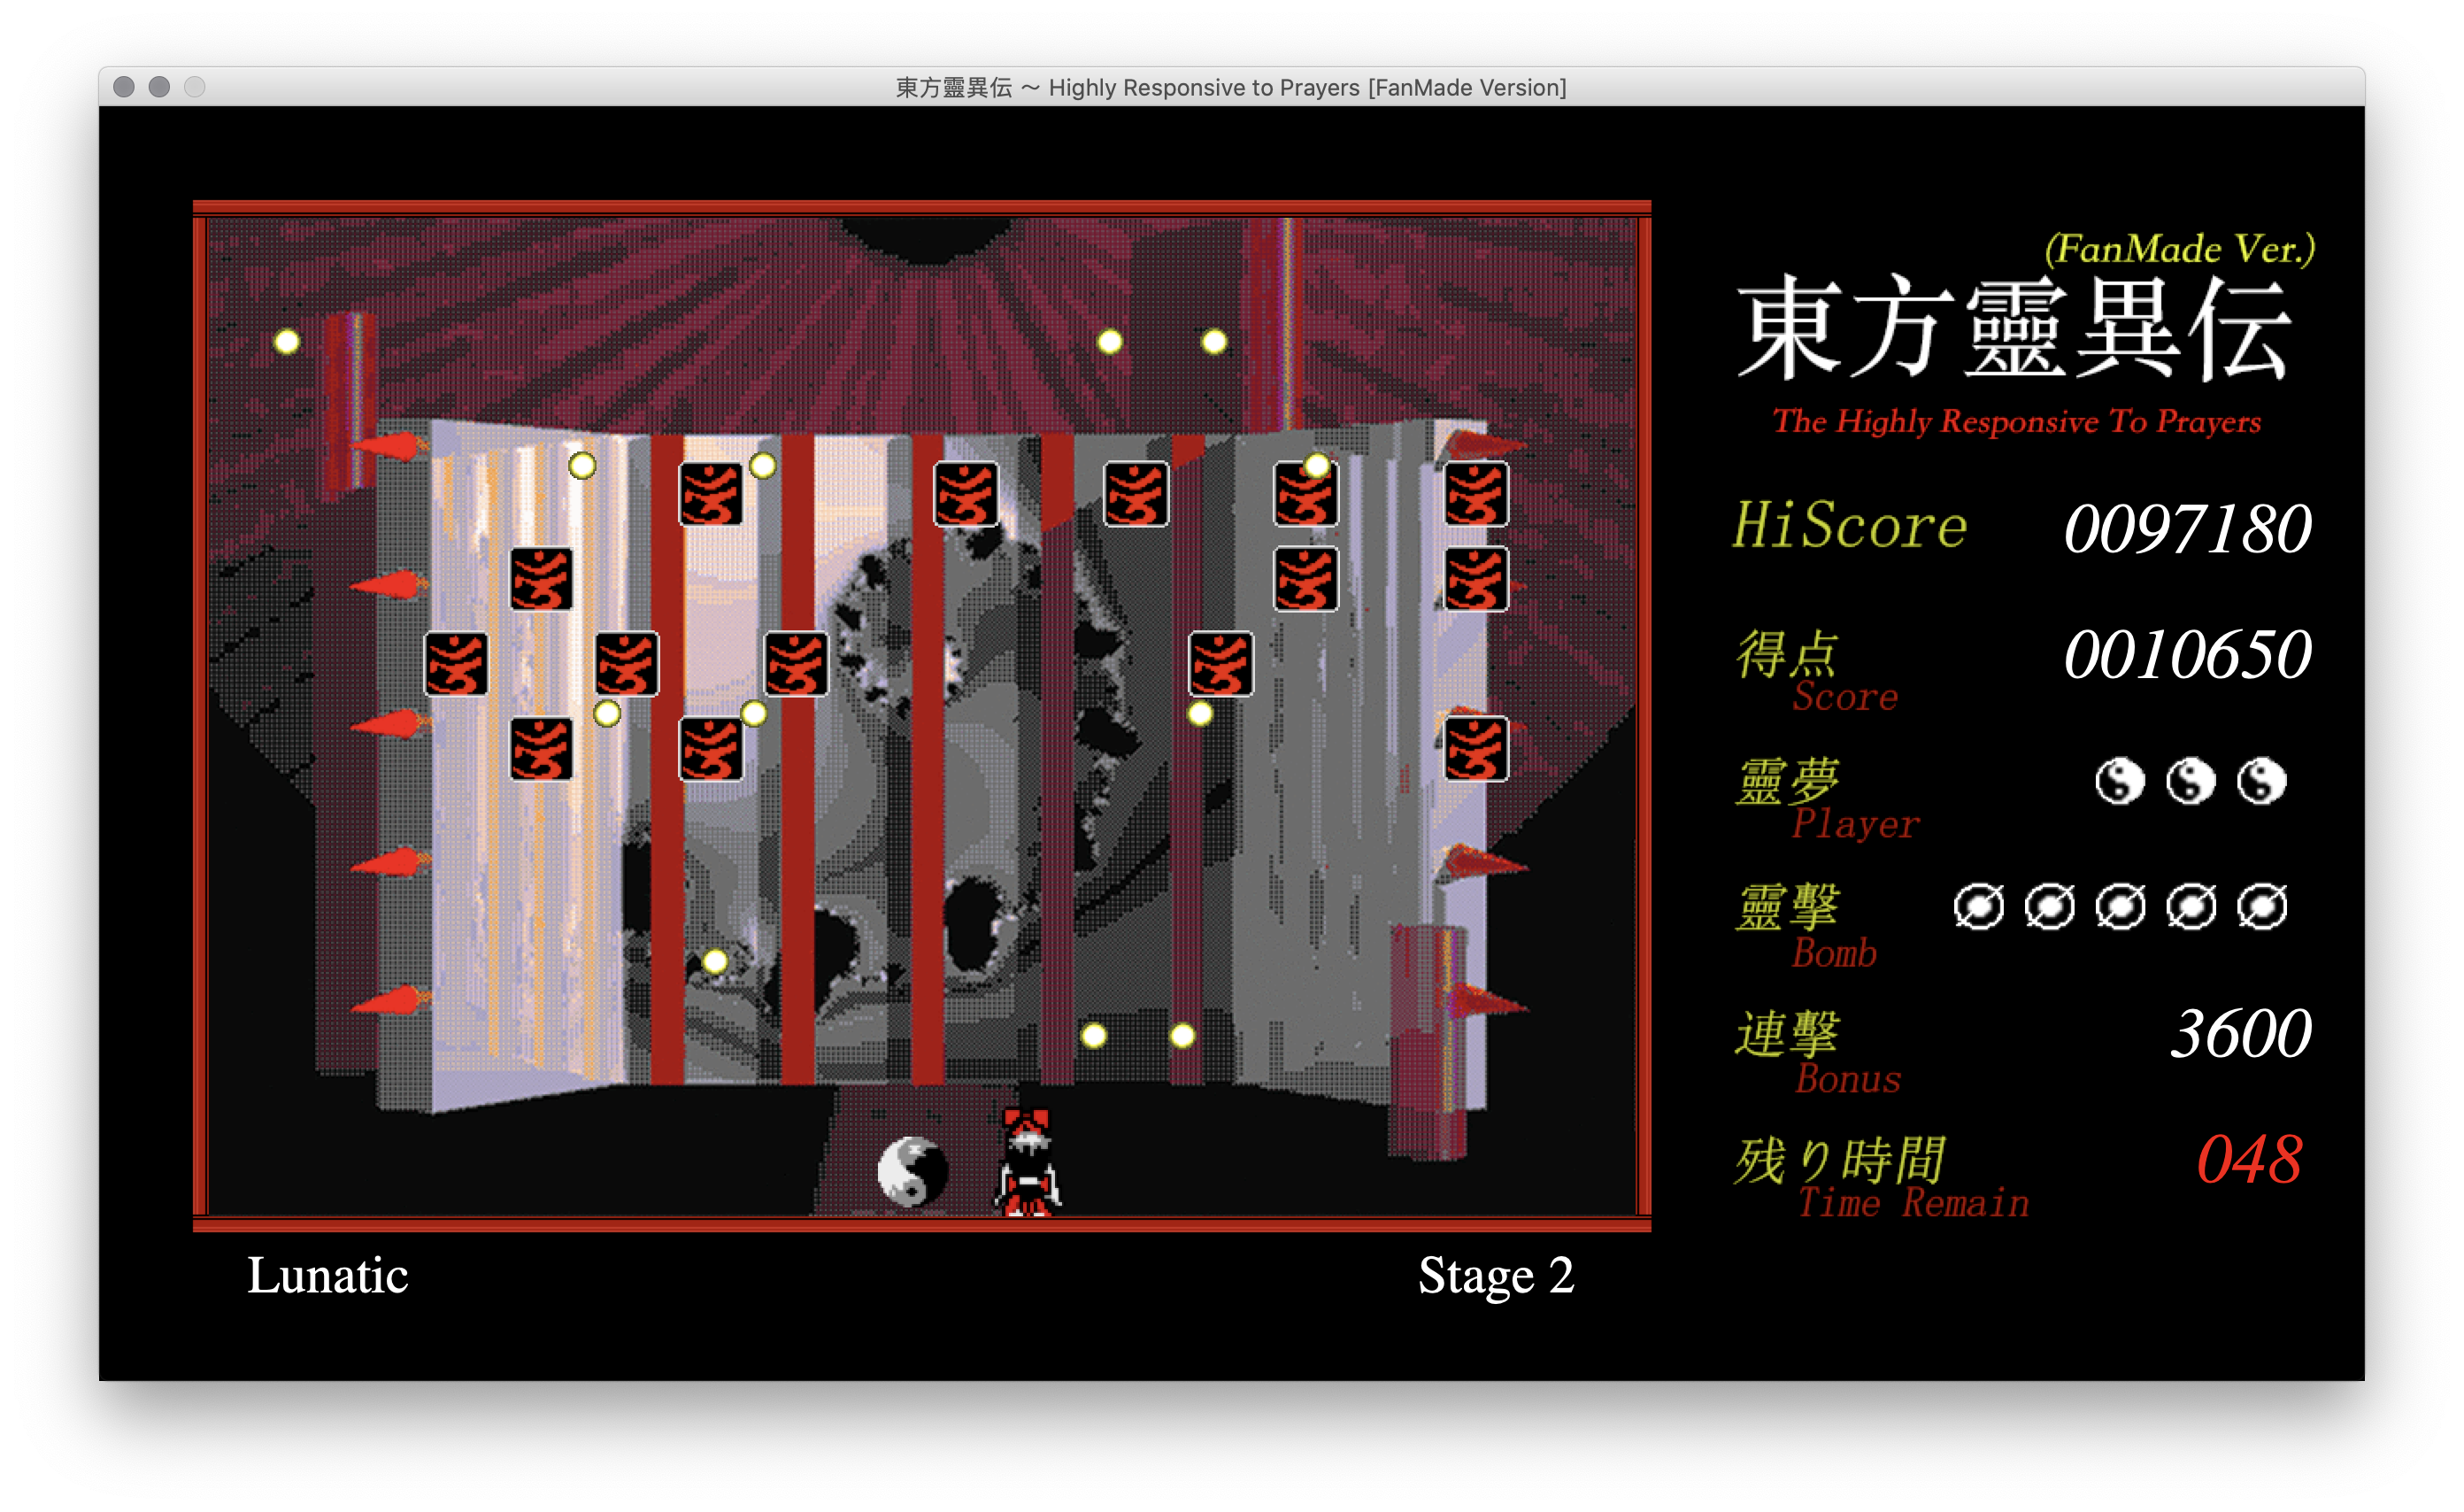 東方靈異伝 ～ Highly Responsive to Prayers [FanMade Version]
(FanMade Ver.)
東方靈異伝
The Highly Responsive To Prayers
HiScore 0097180
得点 0010650
Score
靈夢
Player
靈撃
Bomb
連撃 3600
Bonus
残り時間 048
Time Remain
Lunatic
Stage 2